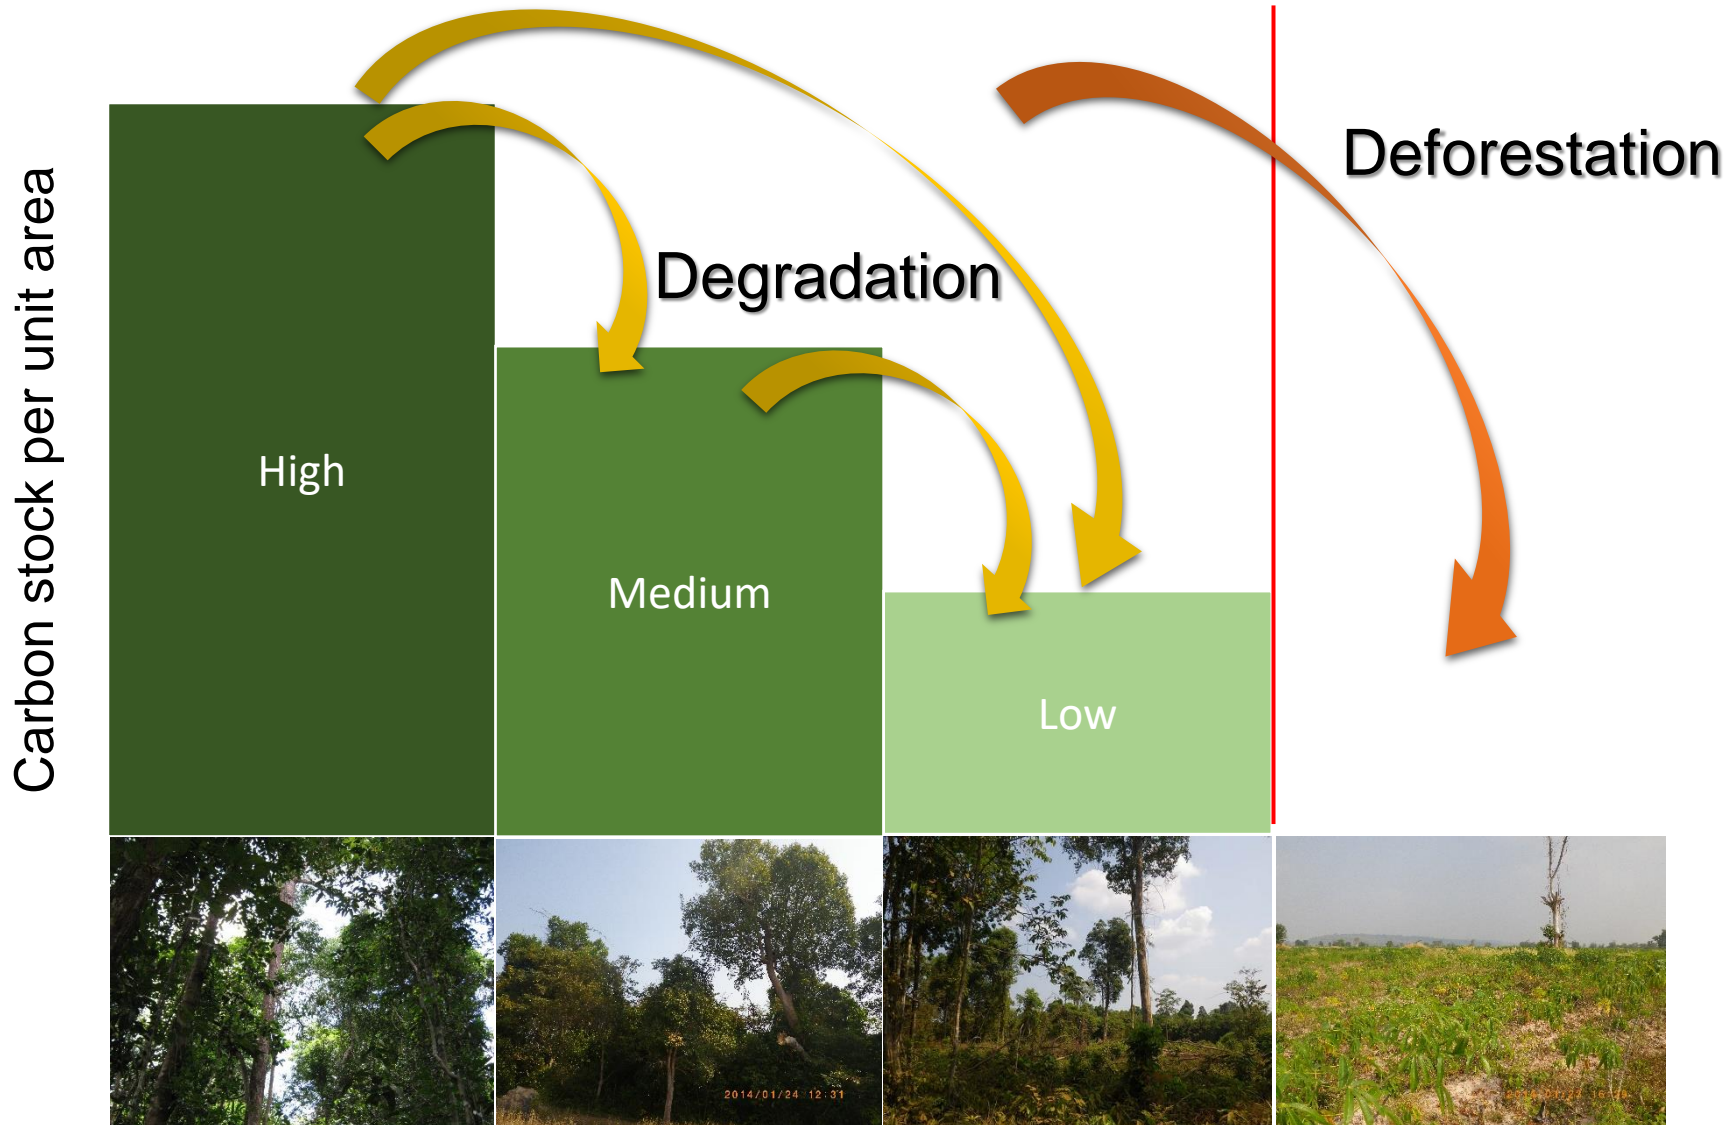 Deforestation
Degradation
Carbon stock per unit area
High
Medium
Low
2014/01/24 12:31